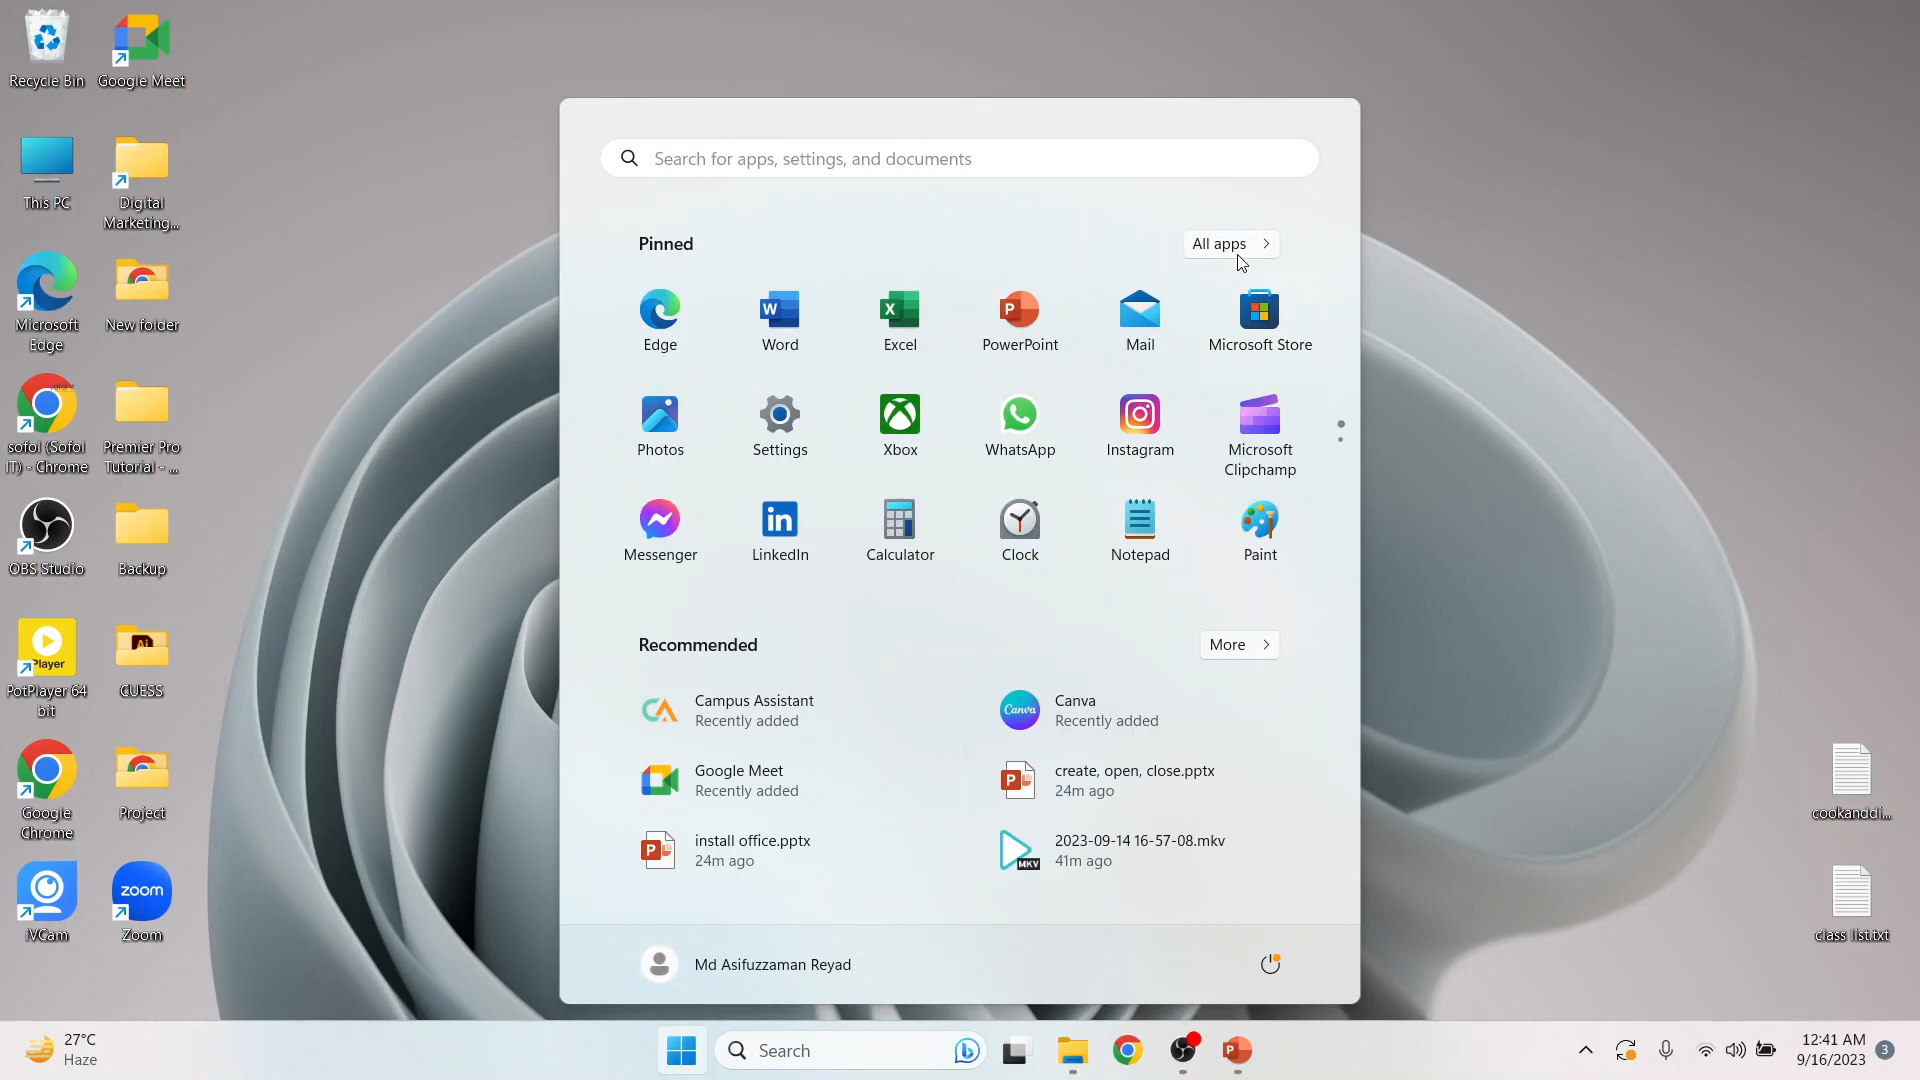 Recycle Bin
Google Meet
This PC
Digital
Marketing...
Microsoft
Edge
New folder
sofol (Sofol
IT) - Chrome
Premier Pro
Tutorial - ...
OBS Studio
Backup
Player
PotPlayer 64
bit
Ai
CUESS
Google
Chrome
Project
iVCam
zoom
Zoom
Search for apps, settings, and documents
Pinned
All apps
Edge
Word
Excel
PowerPoint
Mail
Microsoft Store
Photos
Settings
Xbox
WhatsApp
Instagram
Microsoft
Clipchamp
Messenger
LinkedIn
Calculator
Clock
Notepad
Paint
Recommended
More
Campus Assistant
Recently added
Canva
Canva
Recently added
Google Meet
Recently added
create, open, close.pptx
24m ago
install office.pptx
24m ago
MKV
2023-09-14 16-57-08.mkv
41m ago
Md Asifuzzaman Reyad
cookanddi...
class list.txt
27°C
Haze
Search
12:41 AM
9/16/2023
3